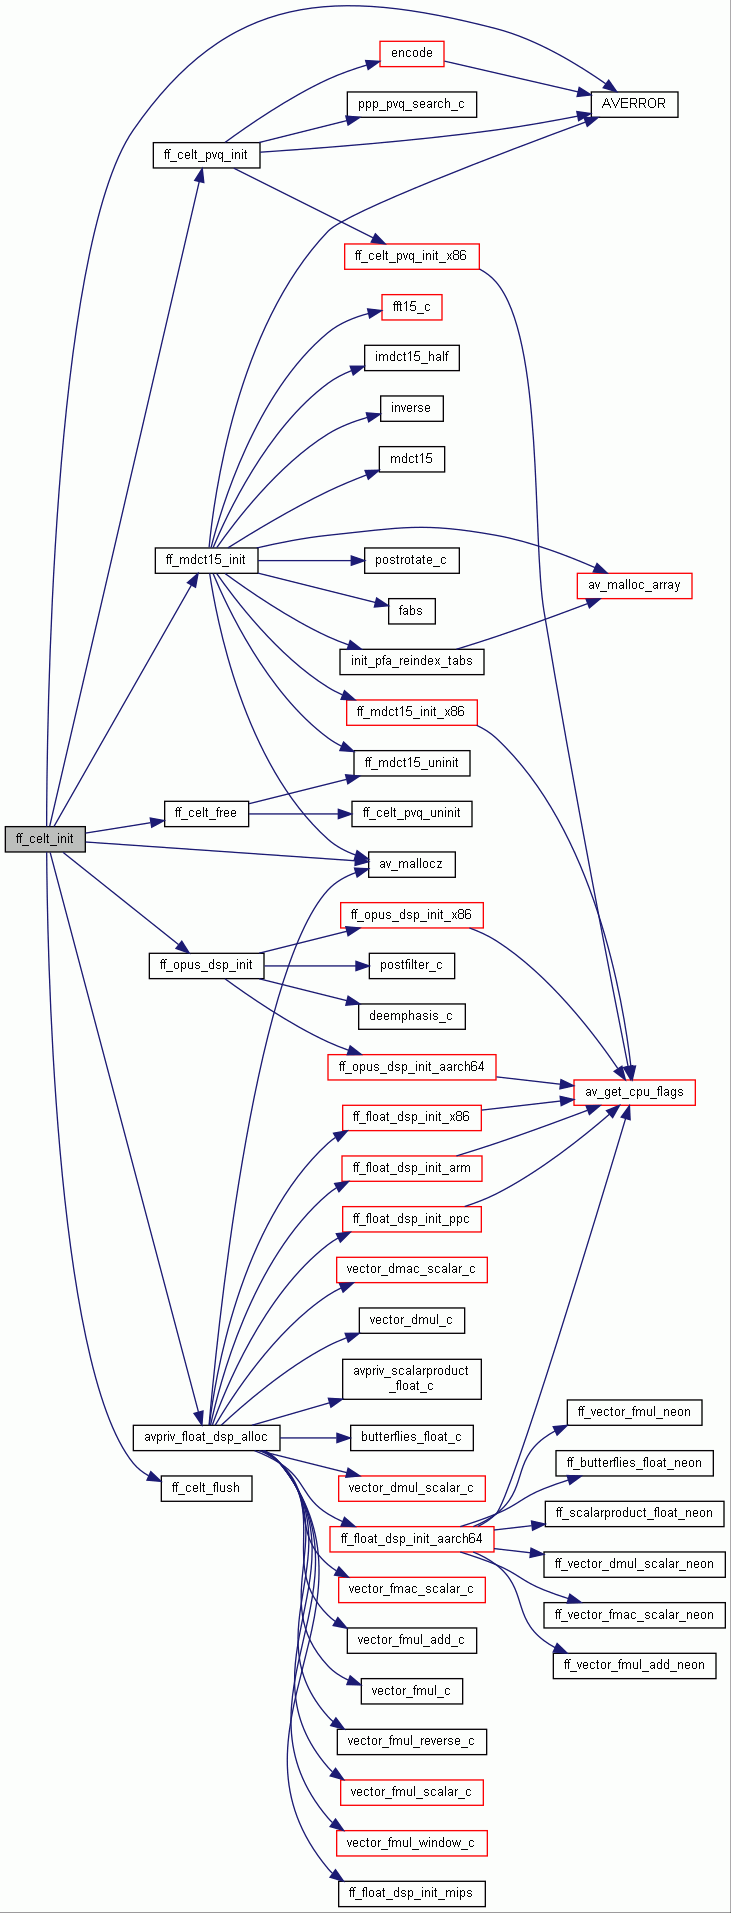 encode
AVERROR
ppp_pvq_search_c
ff_celt_pvq_init
ff_celt_pvq_init_x86
fft15_c
imdct15_half
inverse
mdct15
ff_mdct15_init
postrotate_c
av_malloc_array
fabs
init_pfa_reindex_tabs
ff_mdct15_init_x86
ff_mdct15_uninit
ff_celt_free
ff_celt_pvq_uninit
ff_celt_init
av_mallocz
ff_opus_dsp_init_x86
ff_opus_dsp_init
postfilter_c
deemphasis_c
ff_opus_dsp_init_aarch64
av_get_cpu_flags
ff_float_dsp_init_x86
ff_float_dsp_init_arm
ff_float_dsp_init_ppc
vector_dmac_scalar_c
vector_dmul_c
avpriv_scalarproduct
_float_c
ff_vector_fmul_neon
avpriv_float_dsp_alloc
butterflies_float_c
ff_butterflies_float_neon
ff_celt_flush
vector_dmul_scalar_c
ff_scalarproduct_float_neon
ff_float_dsp_init_aarch64
ff_vector_dmul_scalar_neon
vector_fmac_scalar_c
ff_vector_fmac_scalar_neon
vector_fmul_add_c
ff_vector_fmul_add_neon
vector_fmul_c
vector_fmul_reverse_c
vector_fmul_scalar_c
vector_fmul_window_c
ff_float_dsp_init_mips